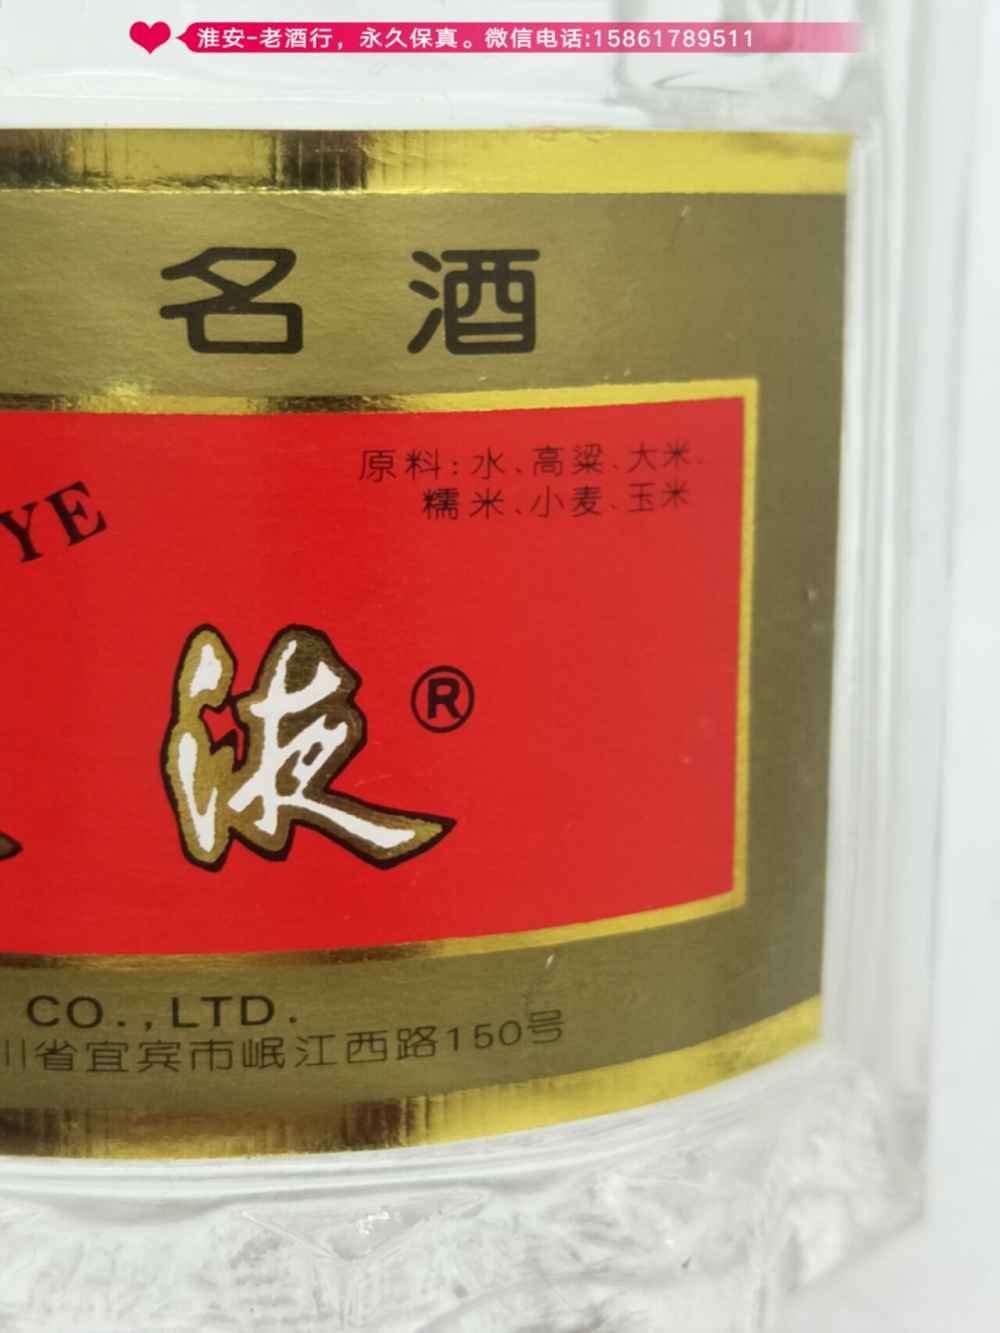 淮安-老酒行，永久保真。微信电话:15861789511
名酒
原料:水、高粱、大米、
糯米、小麦、玉米
YE
液®
CO.,LTD.
川省宜宾市岷江西路150号